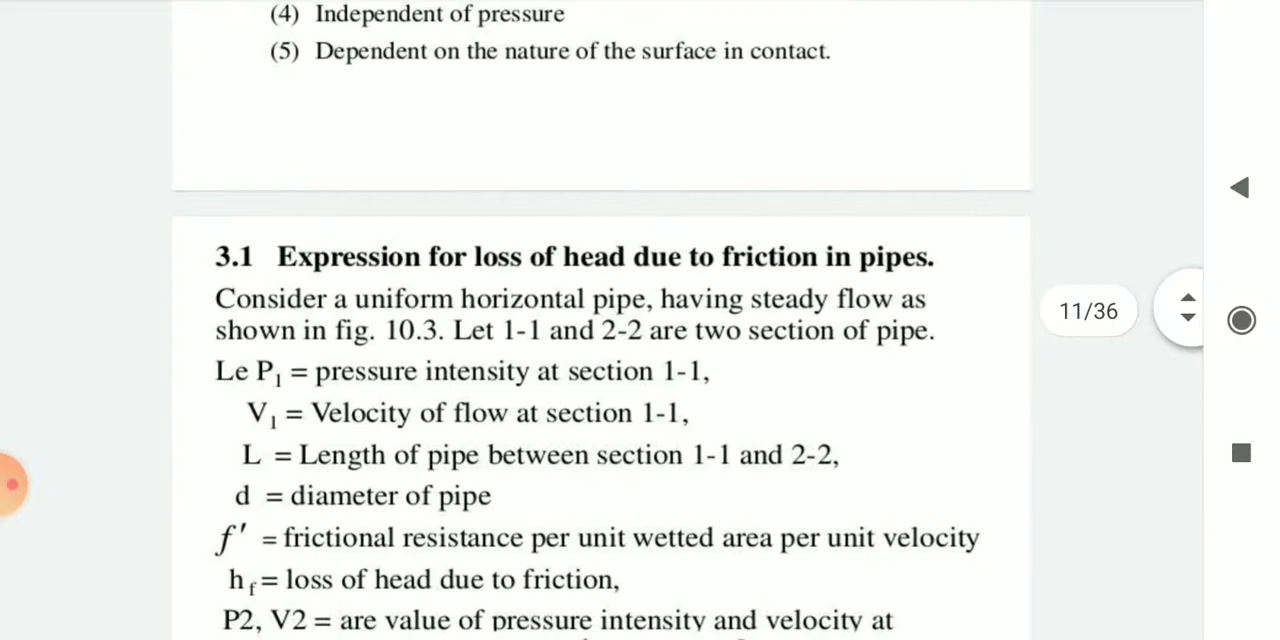 (4) Independent of pressure
(5) Dependent on the nature of the surface in contact.
3.1 Expression for loss of head due to friction in pipes.
Consider a uniform horizontal pipe, having steady flow as
shown in fig. 10.3. Let 1-1 and 2-2 are two section of pipe.
Le P₁ = pressure intensity at section 1-1,
V₁ = Velocity of flow at section 1-1,
L = Length of pipe between section 1-1 and 2-2,
d = diameter of pipe
f′ = frictional resistance per unit wetted area per unit velocity
h_f = loss of head due to friction,
P2, V2 = are value of pressure intensity and velocity at
11/36